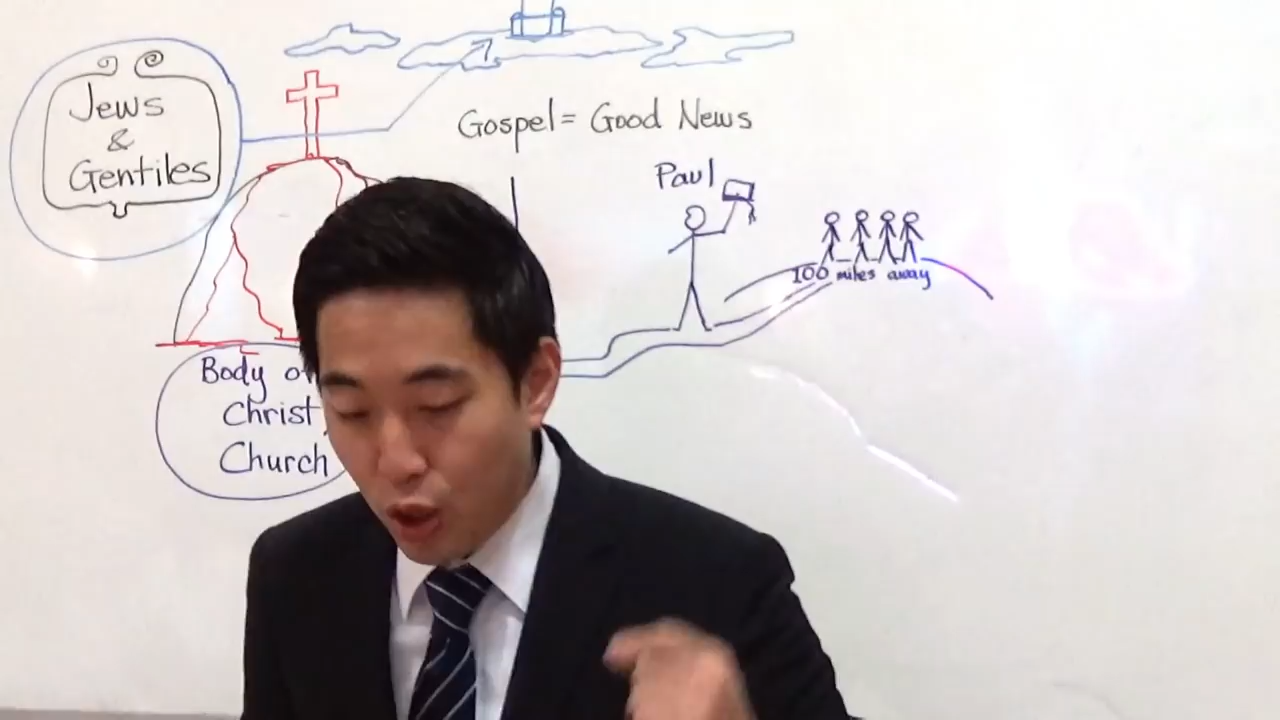 Jews
&
Gentiles
Gospel = Good News
Paul
100 miles away
Body of
Christ
Church